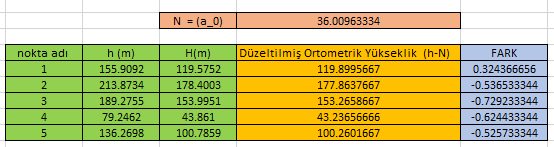 N = (a_0) 36.00963334
nokta adı h (m) H(m) Düzeltilmiş Ortometrik Yükseklik (h-N) FARK
1 155.9092 119.5752 119.8995667 0.324366656
2 213.8734 178.4003 177.8637667 -0.536533344
3 189.2755 153.9951 153.2658667 -0.729233344
4 79.2462 43.861 43.23656666 -0.624433344
5 136.2698 100.7859 100.2601667 -0.525733344